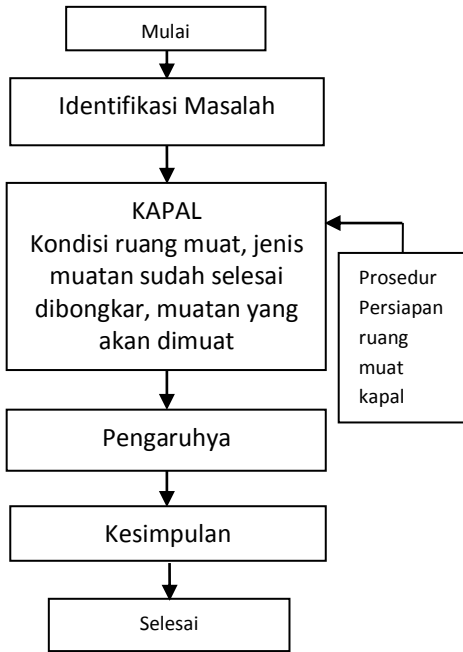 Mulai
Identifikasi Masalah
KAPAL
Kondisi ruang muat, jenis
muatan sudah selesai
dibongkar, muatan yang
akan dimuat
Prosedur
Persiapan
ruang
muat
kapal
Pengaruhya
Kesimpulan
Selesai